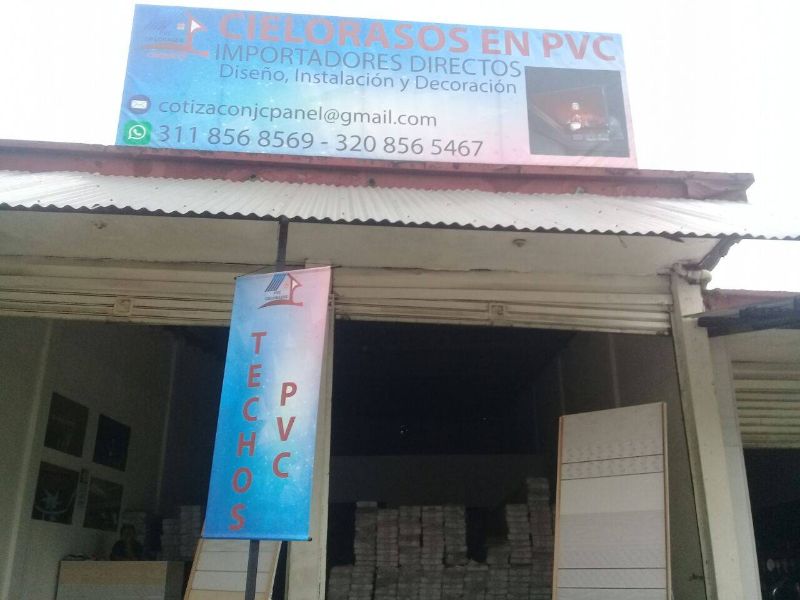 CIELORASOS EN PVC
IMPORTADORES DIRECTOS
Diseño, Instalación y Decoración
cotizaconjcpanel@gmail.com
311 856 8569 - 320 856 5467
TECHOS
PVC